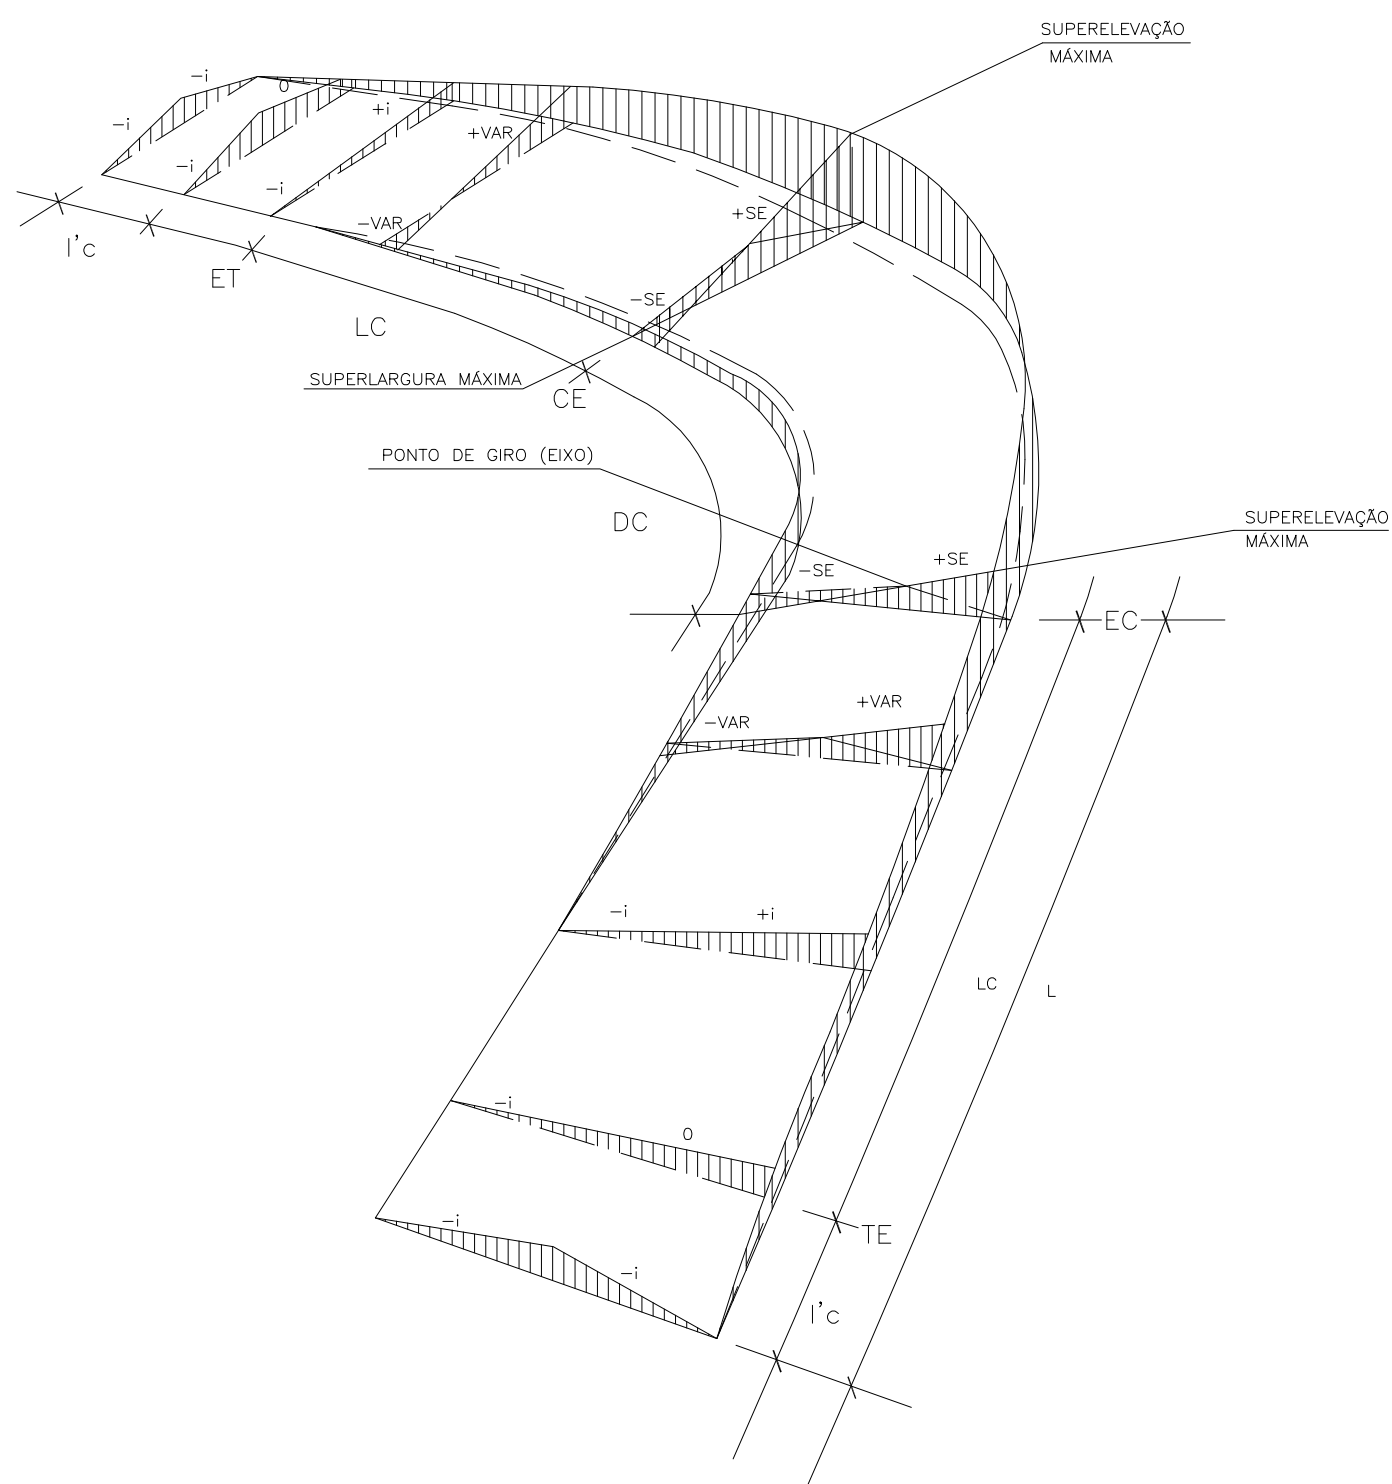 SUPERELEVAÇÃO
MÁXIMA
-i
0
+i
-i
+VAR
-i
-i
+SE
-VAR
l'c
ET
-SE
LC
SUPERLARGURA MÁXIMA
CE
PONTO DE GIRO (EIXO)
DC
SUPERELEVAÇÃO
MÁXIMA
+SE
-SE
EC
+VAR
-VAR
-i
+i
LC
L
-i
0
-i
TE
-i
l'c